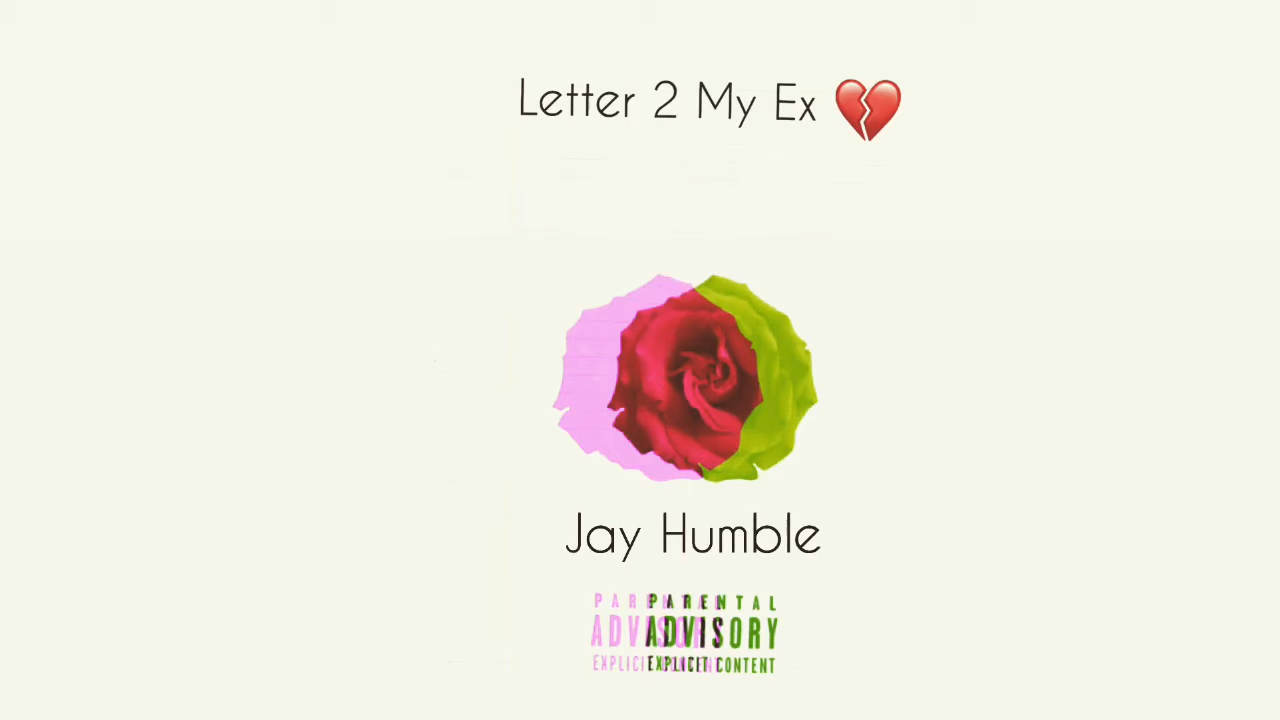 Letter 2 My Ex 💔
Jay Humble
PARENTAL
ADVISORY
EXPLICIT CONTENT